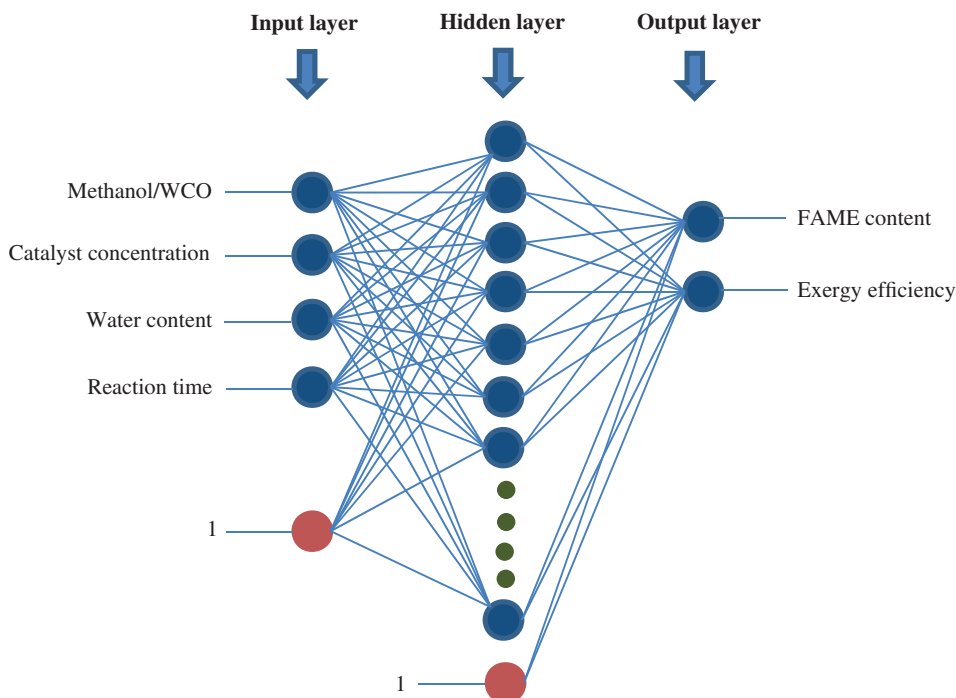 Input layer
Hidden layer
Output layer
Methanol/WCO
Catalyst concentration
Water content
Reaction time
1
1
FAME content
Exergy efficiency